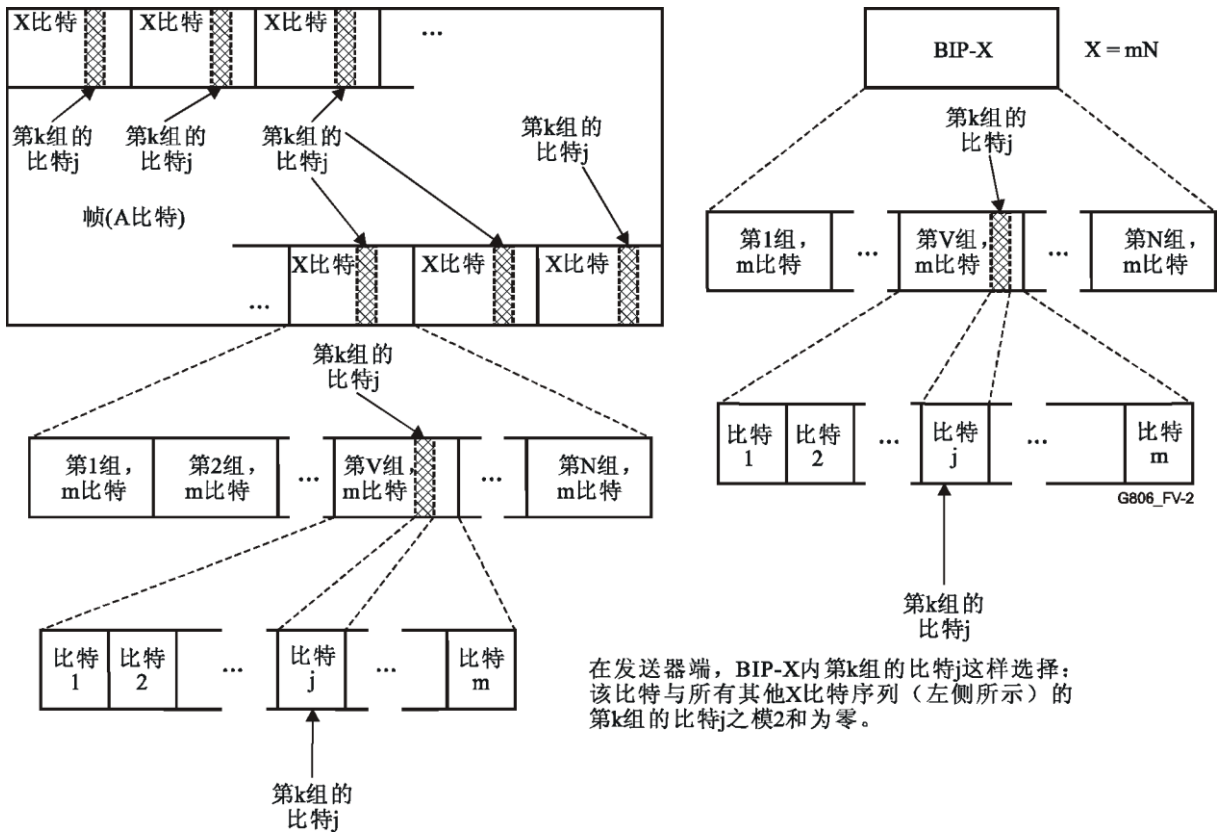 X比特
X比特
X比特
...
第k组的
比特j
第k组的
比特j
第k组的
比特j
第k组的
比特j
帧(A比特)
...
X比特
X比特
X比特
第k组的
比特j
第1组,
m比特
第2组,
m比特
...
第V组,
m比特
...
第N组,
m比特
比特
1
比特
2
...
比特
j
...
比特
m
第k组的
比特j
BIP-X
X = mN
第k组的
比特j
第1组,
m比特
...
第V组,
m比特
...
第N组,
m比特
比特
1
比特
2
...
比特
j
...
比特
m
G806_FV-2
第k组的
比特j
在发送器端，BIP-X内第k组的比特j这样选择：
该比特与所有其他X比特序列（左侧所示）的
第k组的比特j之模2和为零。